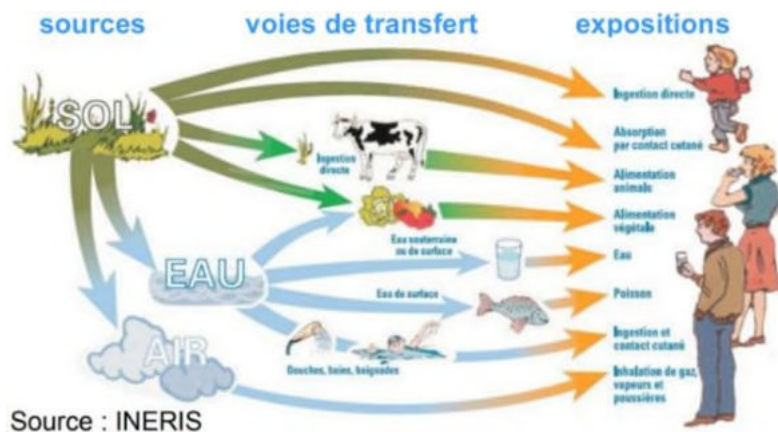 sources voies de transfert expositions
SOL
Ingestion directe
Absorption
par contact cutané
Ingestion
directe
Alimentation
animale
Alimentation
végétale
Eau souterraine
ou de surface
EAU
Eau
Eau de surface
Poisson
AIR
Douches, bains, baignades
Ingestion et
contact cutané
Inhalation de gaz,
vapeurs et
poussières
Source : INERIS